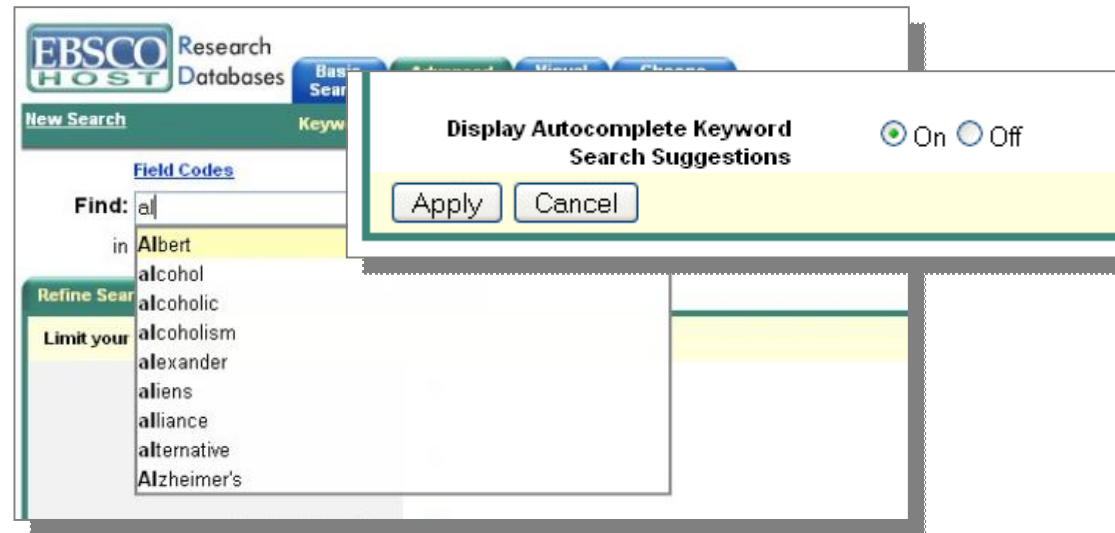 EBSCO
HOST
Research
Databases
New Search
Field Codes
Find: al
in
Albert
alcohol
alcoholic
alcoholism
alexander
aliens
alliance
alternative
Alzheimer's
Refine
Limit your
Display Autocomplete Keyword
Search Suggestions
On Off
Apply Cancel